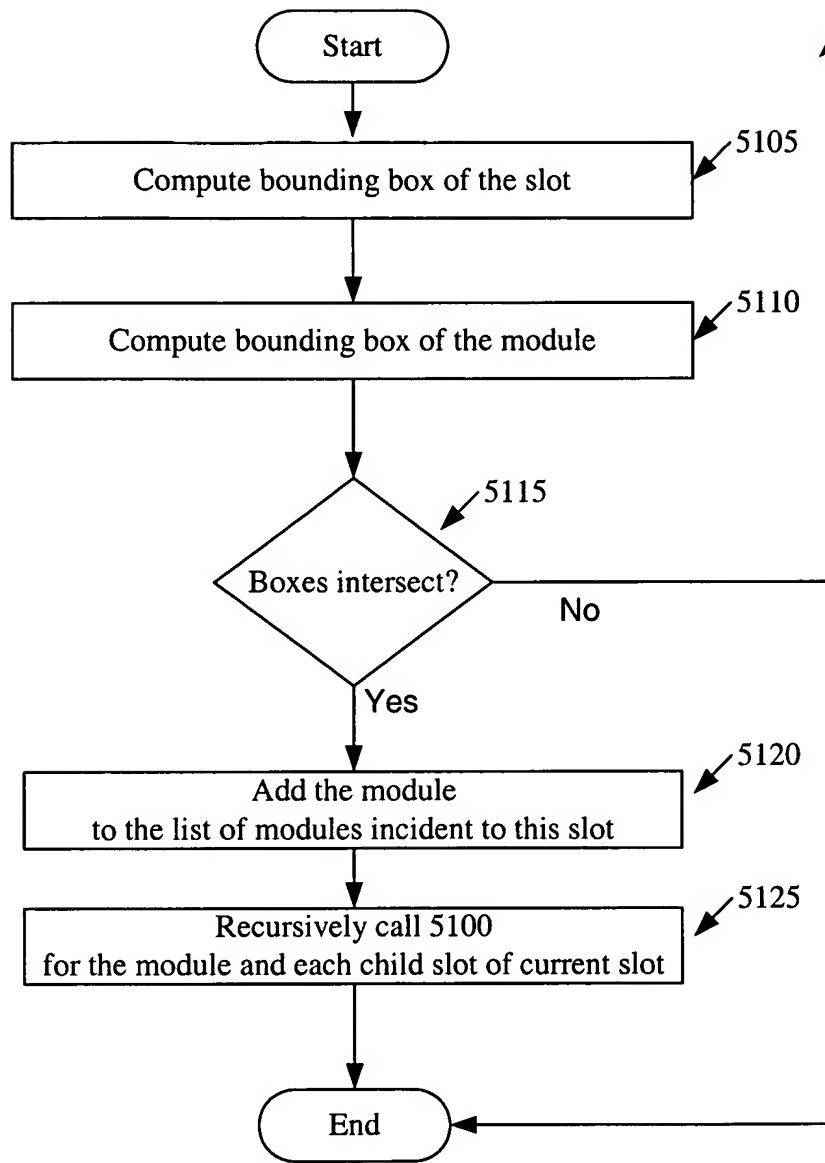 Start
5105
Compute bounding box of the slot
5110
Compute bounding box of the module
5115
Boxes intersect?
No
Yes
5120
Add the module
to the list of modules incident to this slot
5125
Recursively call 5100
for the module and each child slot of current slot
End